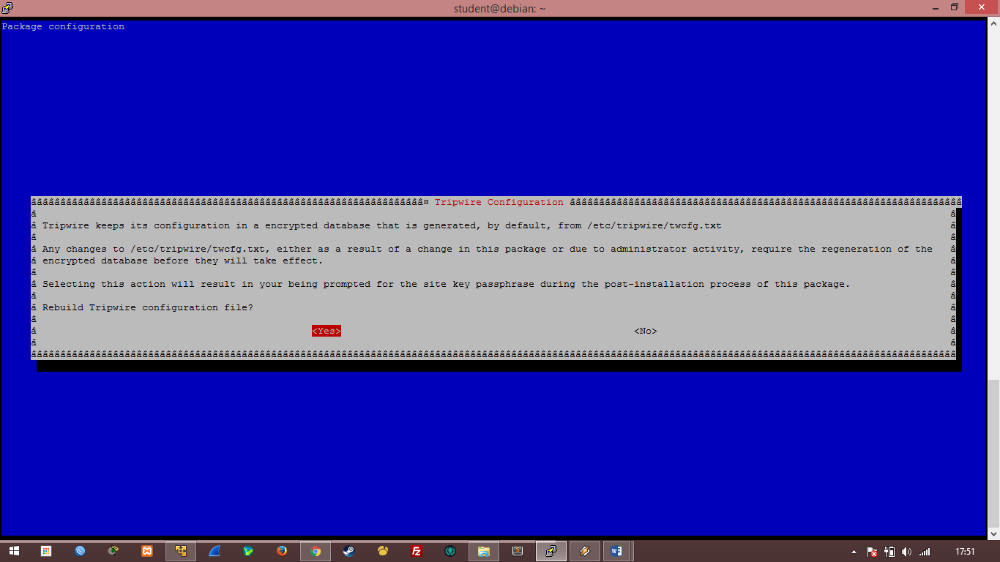 student@debian: ~
Package configuration
Tripwire Configuration
Tripwire keeps its configuration in a encrypted database that is generated, by default, from /etc/tripwire/twcfg.txt
Any changes to /etc/tripwire/twcfg.txt, either as a result of a change in this package or due to administrator activity, require the regeneration of the
encrypted database before they will take effect.
Selecting this action will result in your being prompted for the site key passphrase during the post-installation process of this package.
Rebuild Tripwire configuration file?
<Yes> <No>
17:51